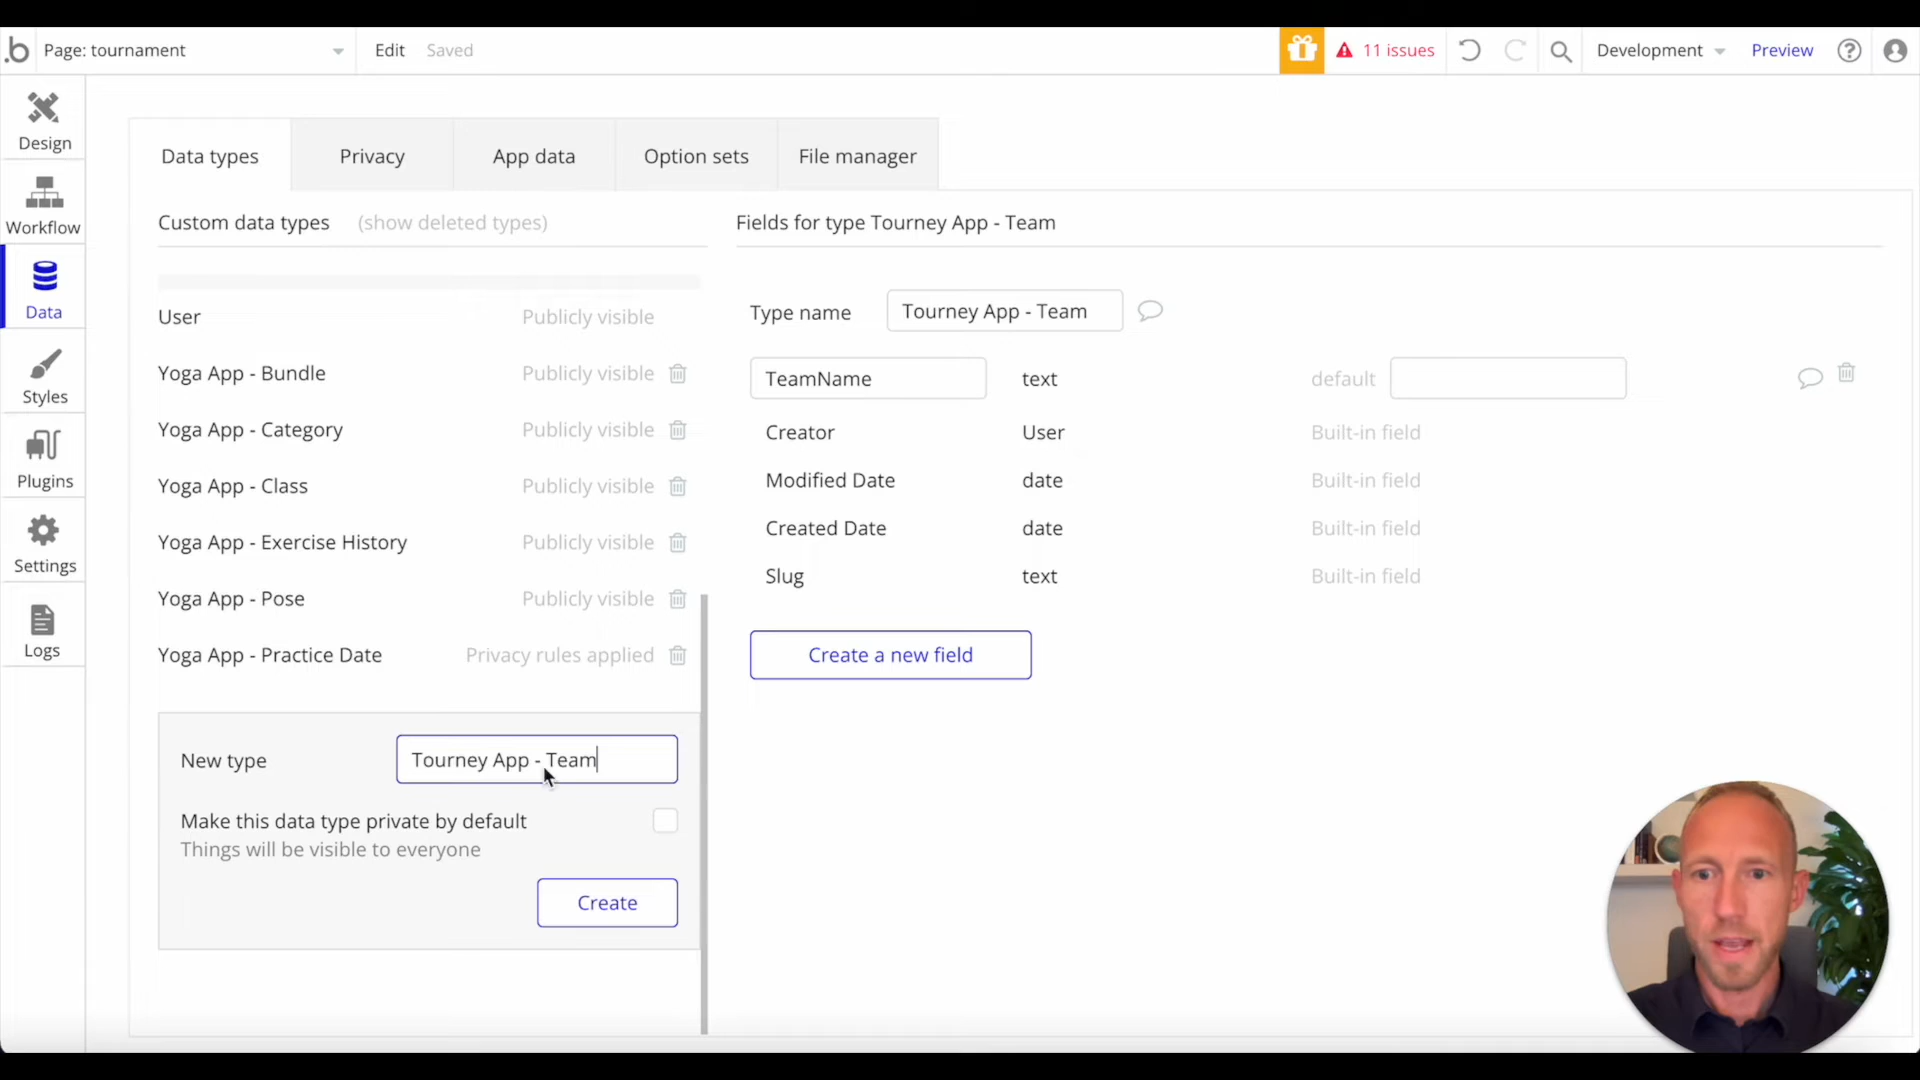 .b Page: tournament Edit Saved 11 issues Development Preview ?
Design
Workflow
Data
Styles
Plugins
Settings
Logs
Data types Privacy App data Option sets File manager
Custom data types (show deleted types)
User Publicly visible
Yoga App - Bundle Publicly visible
Yoga App - Category Publicly visible
Yoga App - Class Publicly visible
Yoga App - Exercise History Publicly visible
Yoga App - Pose Publicly visible
Yoga App - Practice Date Privacy rules applied
New type Tourney App - Team
Make this data type private by default
Things will be visible to everyone
Create
Fields for type Tourney App - Team
Type name Tourney App - Team
TeamName text default
Creator User Built-in field
Modified Date date Built-in field
Created Date date Built-in field
Slug text Built-in field
Create a new field